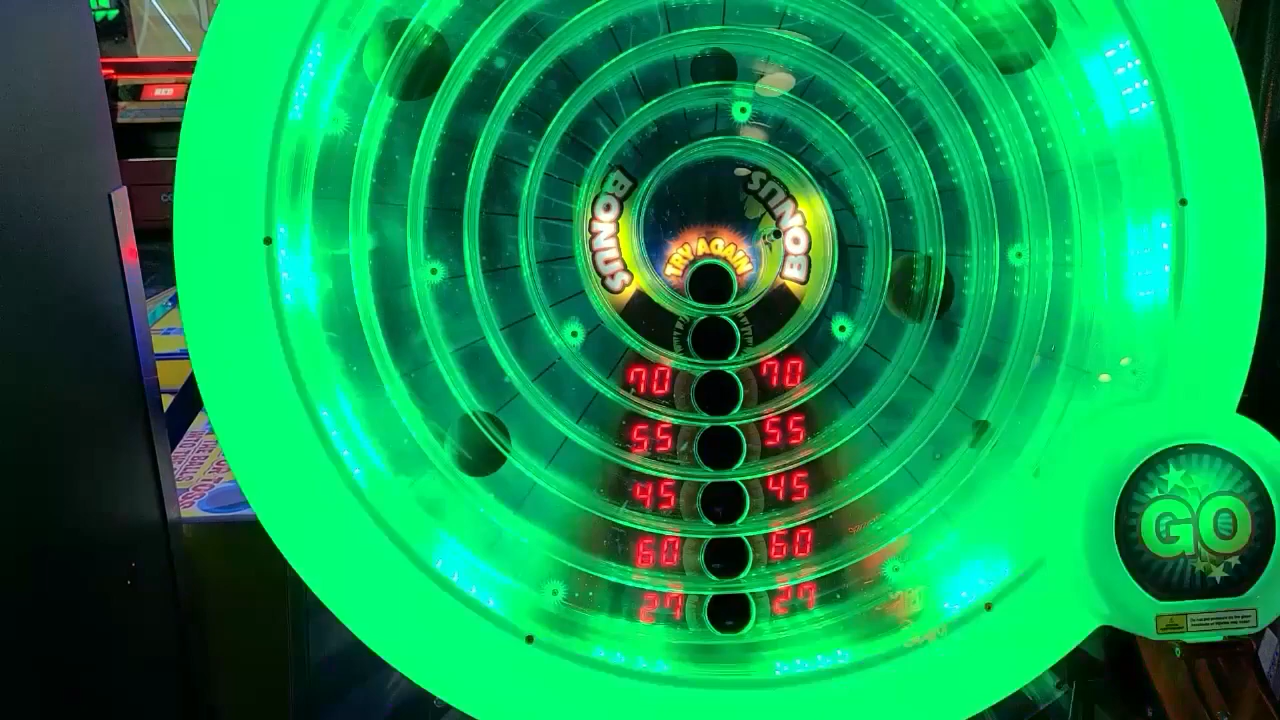 RED
BONUS
BONUS
TRY AGAIN
70 70
55 55
45 45
60 60
27 27
GO